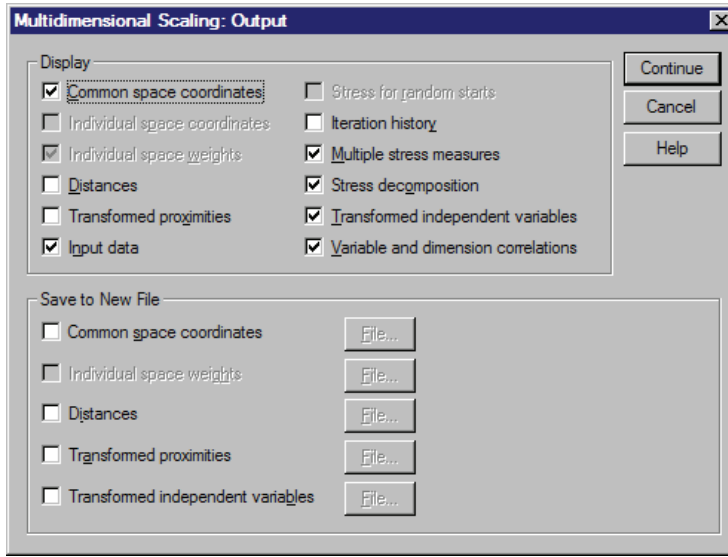 Multidimensional Scaling: Output
Display
Common space coordinates
Individual space coordinates
Individual space weights
Distances
Transformed proximities
Input data
Stress for random starts
Iteration history
Multiple stress measures
Stress decomposition
Transformed independent variables
Variable and dimension correlations
Continue
Cancel
Help
Save to New File
Common space coordinates File...
Individual space weights File...
Distances File...
Transformed proximities File...
Transformed independent variables File...